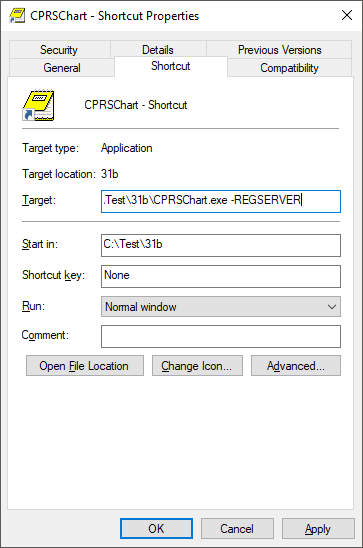 CPRSChart - Shortcut Properties
Security Details Previous Versions
General Shortcut Compatibility
CPRSChart - Shortcut
Target type: Application
Target location: 31b
Target: .Test\31b\CPRSChart.exe -REGSERVER
Start in: C:\Test\31b
Shortcut key: None
Run: Normal window
Comment:
Open File Location Change Icon... Advanced...
OK Cancel Apply